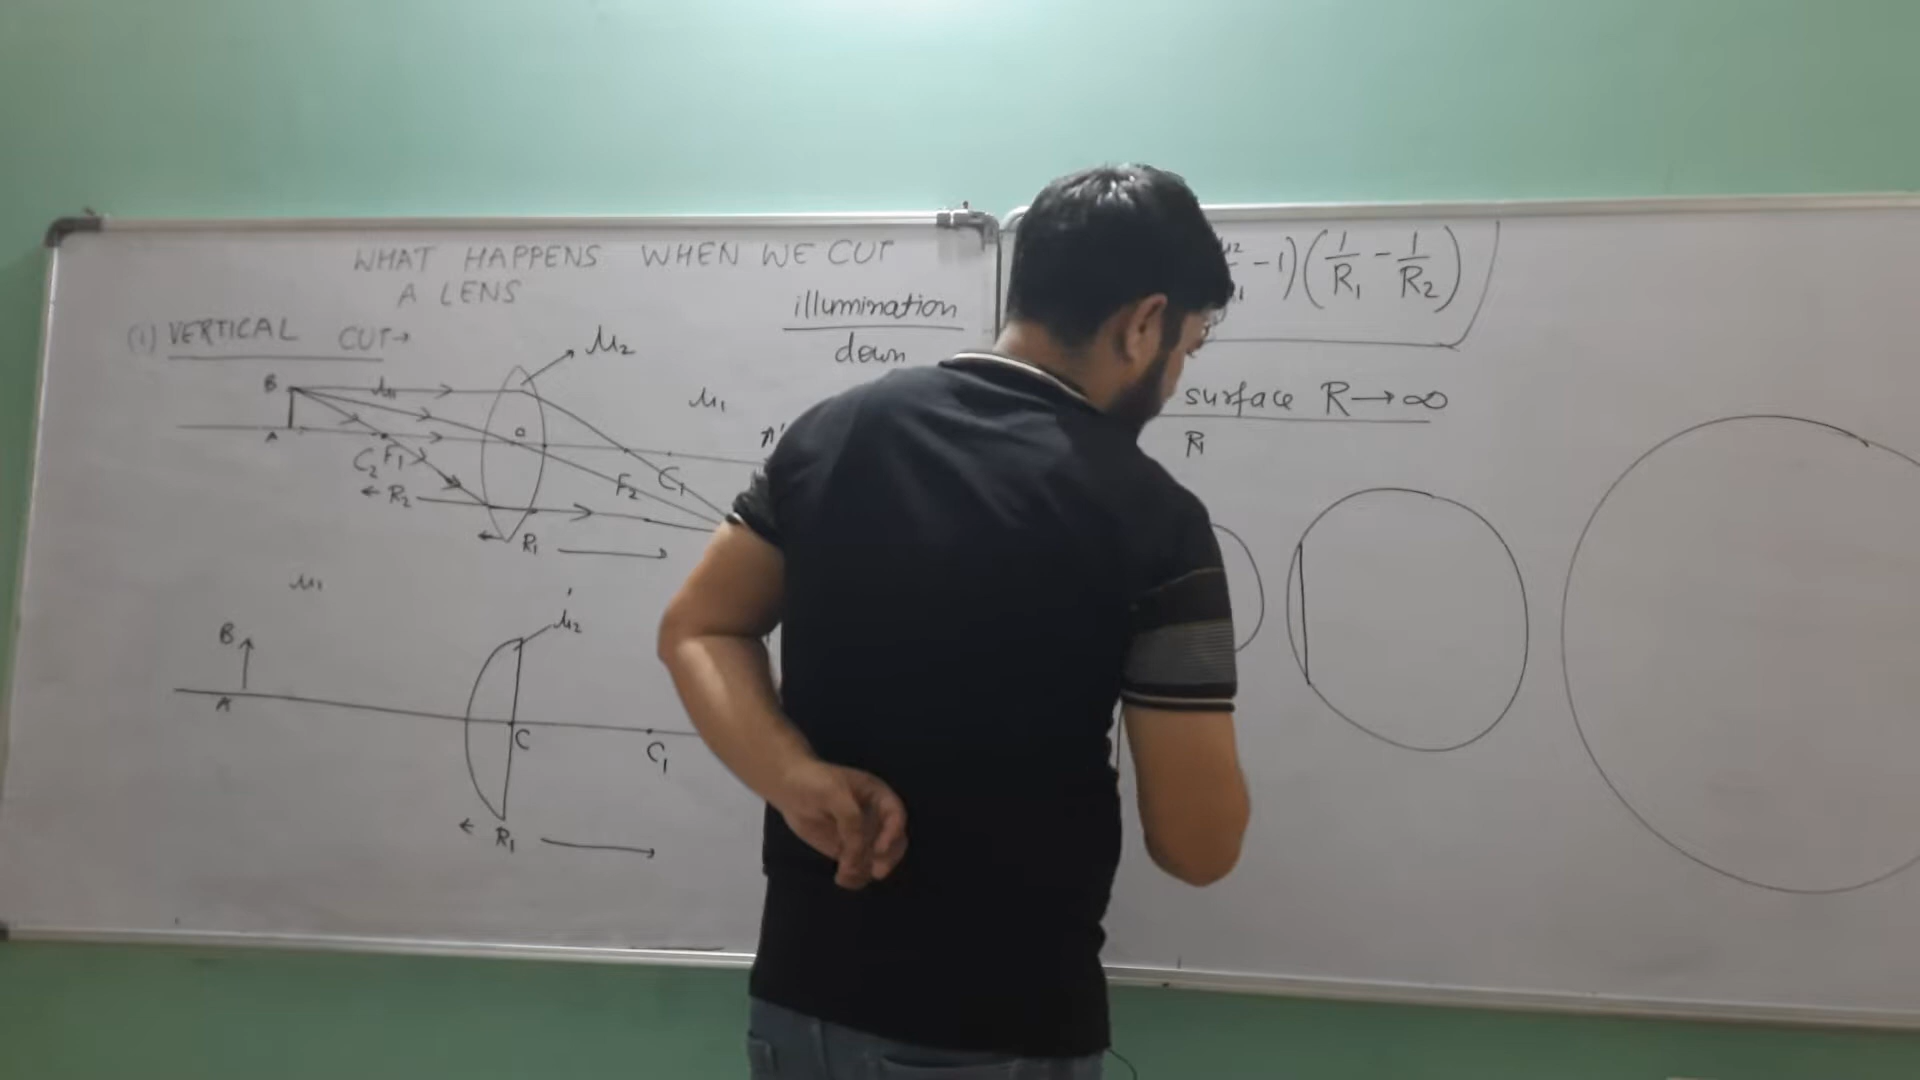 WHAT HAPPENS WHEN WE CUT
A LENS
(1) VERTICAL CUT→
illumination
down
μ₂
B
μ₁
μ₁
A
O
C₂ F₁
F₂ C₁
← R₂
← R₁ →
μ₁
μ₂
B
A
C
C₁
← R₁ →
-1)(1/R₁ - 1/R₂)
surface R→∞
R₁